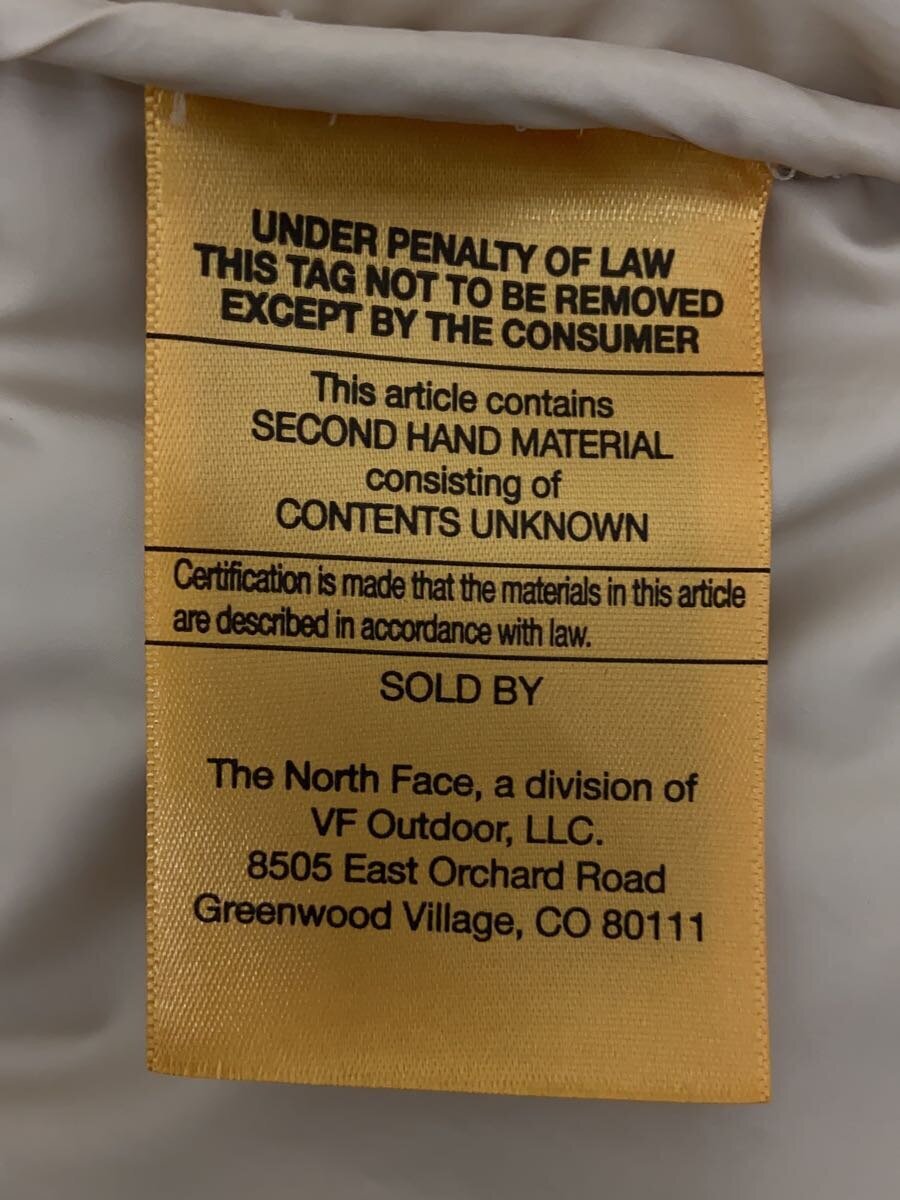 UNDER PENALTY OF LAW
THIS TAG NOT TO BE REMOVED
EXCEPT BY THE CONSUMER
This article contains
SECOND HAND MATERIAL
consisting of
CONTENTS UNKNOWN
Certification is made that the materials in this article
are described in accordance with law.
SOLD BY
The North Face, a division of
VF Outdoor, LLC.
8505 East Orchard Road
Greenwood Village, CO 80111